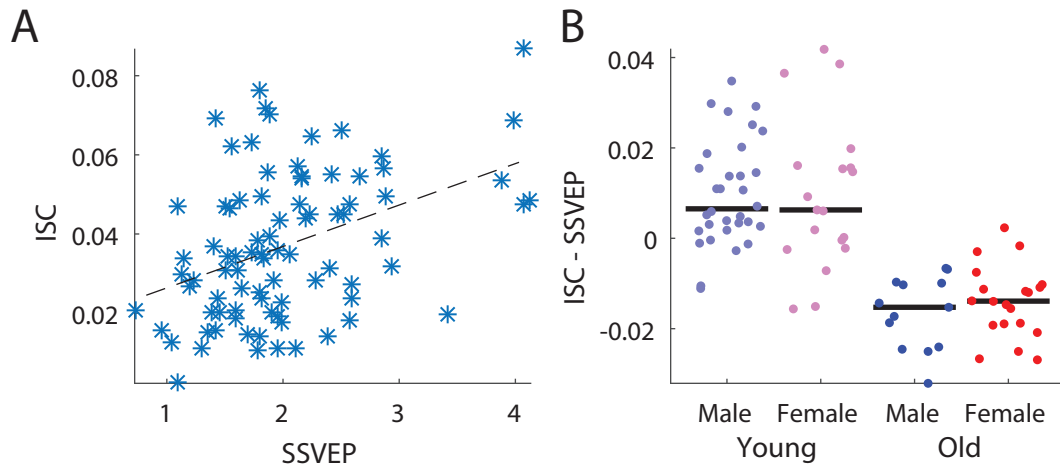 A
ISC
0.08
0.06
0.04
0.02
1 2 3 4
SSVEP
B
ISC - SSVEP
0.04
0.02
0
-0.02
Male Female Male Female
Young Old